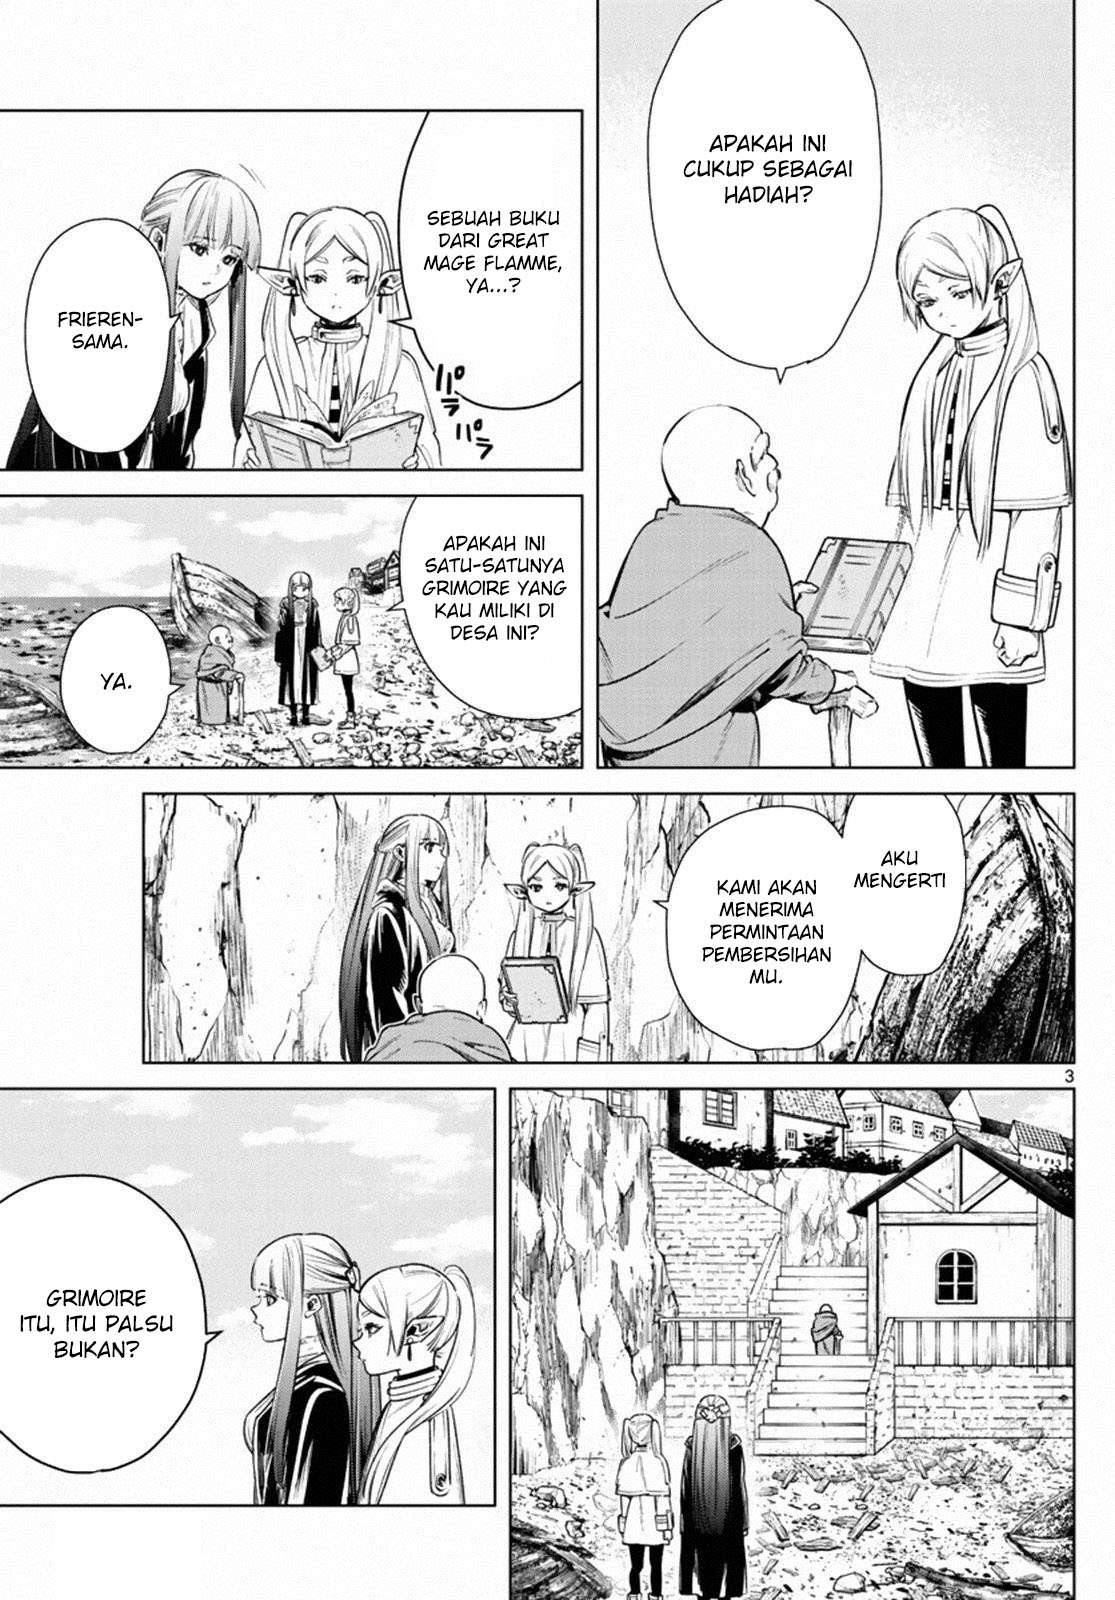 APAKAH INI
CUKUP SEBAGAI
HADIAH?
SEBUAH BUKU
DARI GREAT
MAGE FLAMME,
YA...?
パラ
パラ
FRIEREN-
SAMA.
APAKAH INI
SATU-SATUNYA
GRIMOIRE YANG
KAU MILIKI DI
DESA INI?
YA.
AKU
MENGERTI
KAMI AKAN
MENERIMA
PERMINTAAN
PEMBERSIHAN
MU.
3
GRIMOIRE
ITU, ITU PALSU
BUKAN?